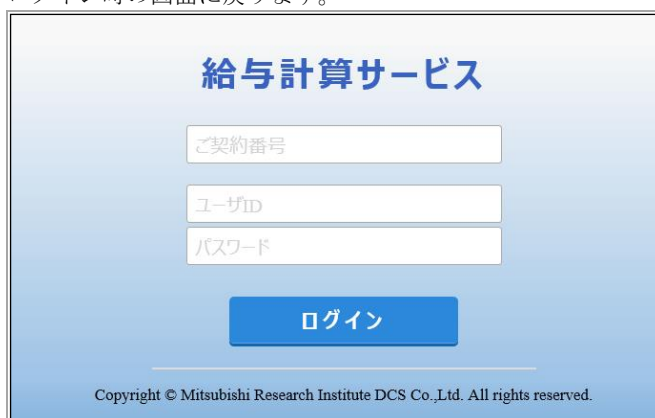 給与計算サービス
ご契約番号
ユーザID
パスワード
ログイン
Copyright © Mitsubishi Research Institute DCS Co.,Ltd. All rights reserved.